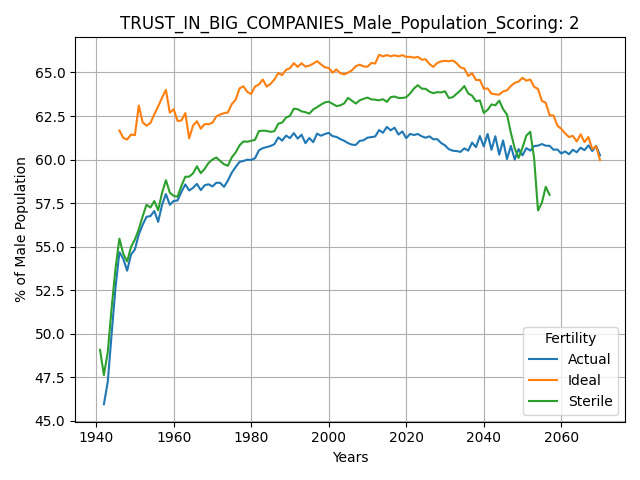 TRUST_IN_BIG_COMPANIES_Male_Population_Scoring: 2
% of Male Population
65.0
62.5
60.0
57.5
55.0
52.5
50.0
47.5
45.0
Fertility
Actual
Ideal
Sterile
1940 1960 1980 2000 2020 2040 2060
Years